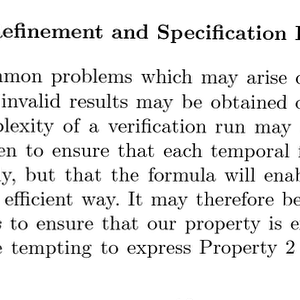 efinement and Specification
mon problems which may arise
invalid results may be obtained
plexity of a verification run may
en to ensure that each temporal
y, but that the formula will enab
efficient way. It may therefore be
to ensure that our property is e
e tempting to express Property 2